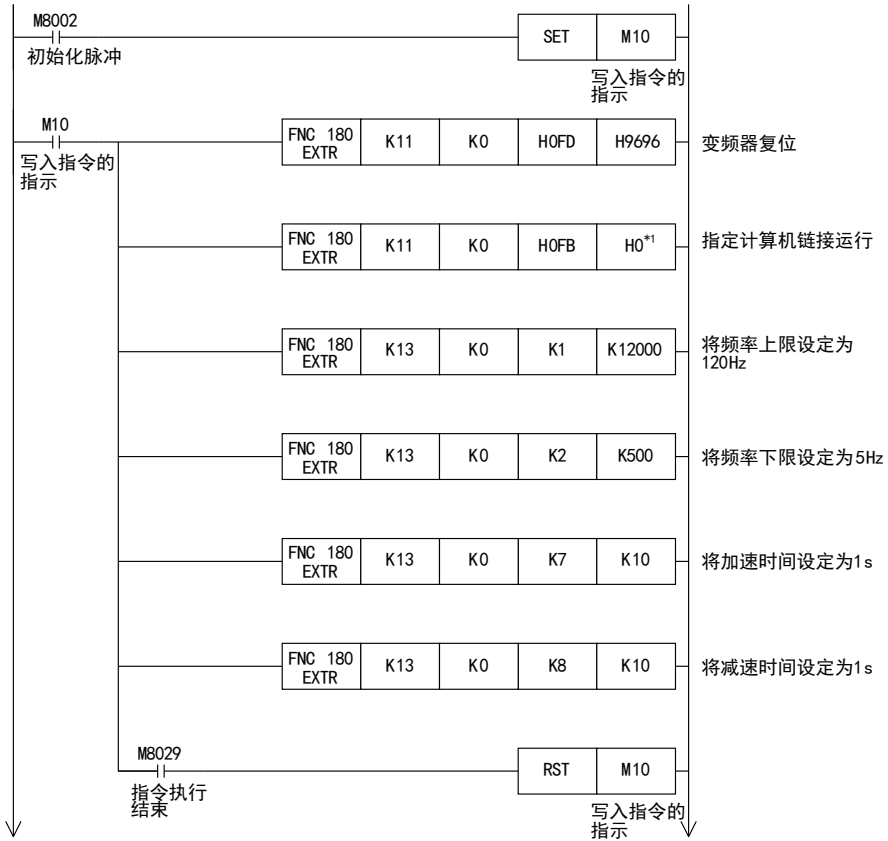 M8002
初始化脉冲
SET M10
写入指令的
指示
M10
写入指令的
指示
FNC 180
EXTR
K11 K0 H0FD H9696
变频器复位
FNC 180
EXTR
K11 K0 H0FB H0*1
指定计算机链接运行
FNC 180
EXTR
K13 K0 K1 K12000
将频率上限设定为
120Hz
FNC 180
EXTR
K13 K0 K2 K500
将频率下限设定为5Hz
FNC 180
EXTR
K13 K0 K7 K10
将加速时间设定为1s
FNC 180
EXTR
K13 K0 K8 K10
将减速时间设定为1s
M8029
指令执行
结束
RST M10
写入指令的
指示